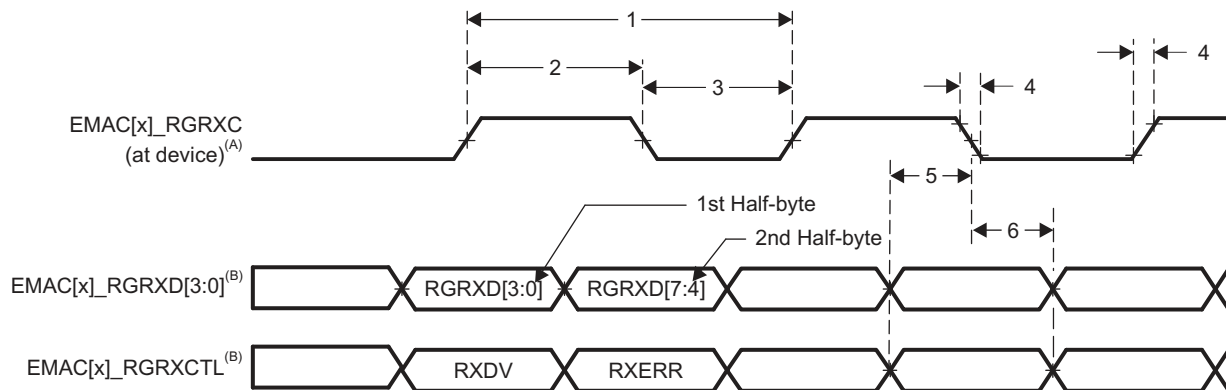 1
2
3
4
4
EMAC[x]_RGRXC
(at device)(A)
5
1st Half-byte
2nd Half-byte
6
EMAC[x]_RGRXD[3:0](B)
RGRXD[3:0]
RGRXD[7:4]
EMAC[x]_RGRXCTL(B)
RXDV
RXERR